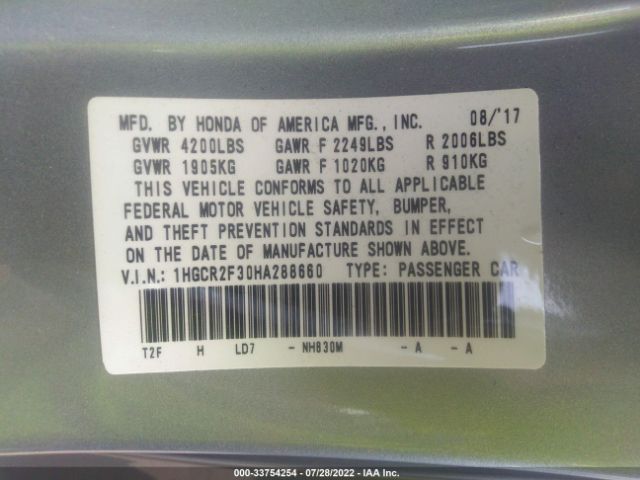 MFD. BY HONDA OF AMERICA MFG., INC. 08/'17
GVWR 4200LBS GAWR F 2249LBS R 2006LBS
GVWR 1905KG GAWR F 1020KG R 910KG
THIS VEHICLE CONFORMS TO ALL APPLICABLE
FEDERAL MOTOR VEHICLE SAFETY, BUMPER,
AND THEFT PREVENTION STANDARDS IN EFFECT
ON THE DATE OF MANUFACTURE SHOWN ABOVE.
V.I.N.: 1HGCR2F30HA288660 TYPE: PASSENGER CAR
T2F H LD7 - NH830M - A - A
000-33754254 - 07/28/2022 - IAA Inc.